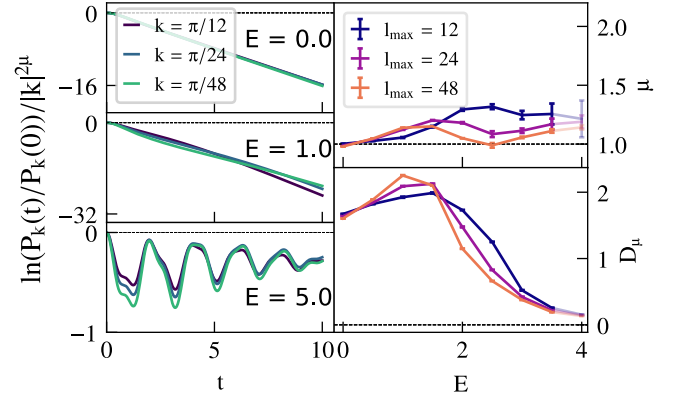 ln(P_k(t)/P_k(0))/|k|^{2μ}
0
−16
k = π/12
k = π/24
k = π/48
E = 0.0
0
−32
E = 1.0
0
−1
E = 5.0
0
5
10
t
l_max = 12
l_max = 24
l_max = 48
2.0
1.5
1.0
μ
2
1
0
D_μ
0
2
4
E